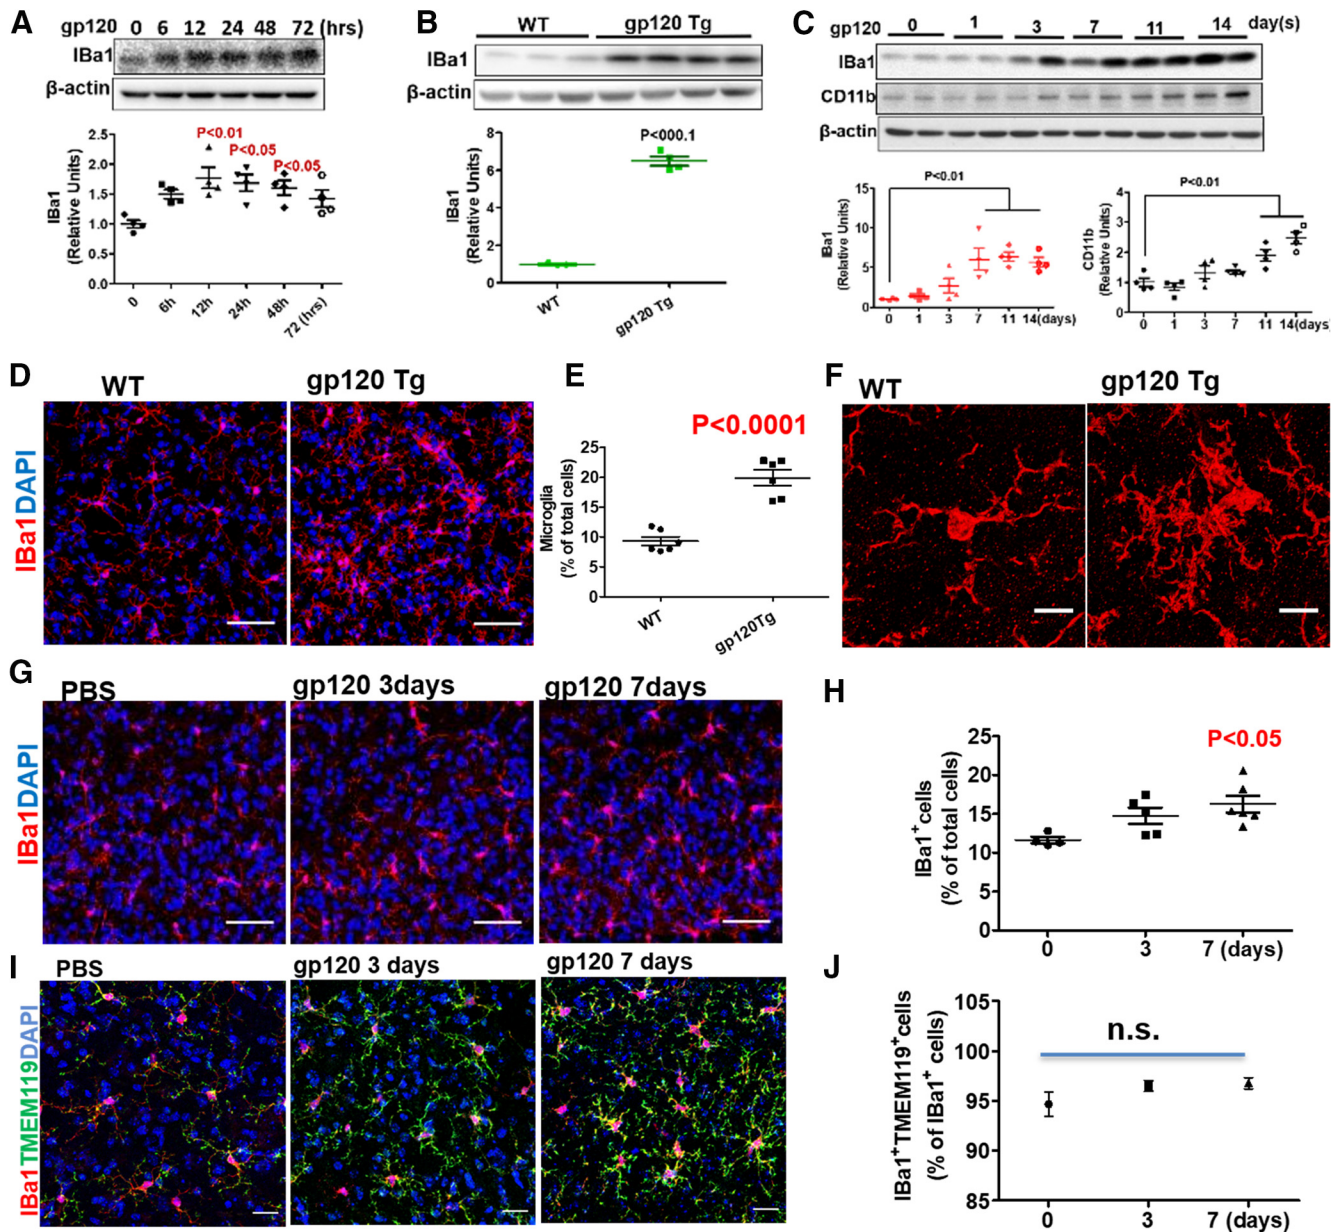 A
gp120 0 6 12 24 48 72 (hrs)
IBa1
β-actin
P<0.01
P<0.05
P<0.05
2.5
2.0
1.5
1.0
0.5
0.0
IBa1
(Relative Units)
0 6h 12h 24h 48h 72 (hrs)
B
WT gp120 Tg
IBa1
β-actin
P<000.1
8
6
4
2
0
IBa1
(Relative Units)
WT gp120 Tg
C
gp120 0 1 3 7 11 14 day(s)
IBa1
CD11b
β-actin
P<0.01
15
10
5
0
IBa1
(Relative Units)
0 1 3 7 11 14(days)
P<0.01
4
3
2
1
0
CD11b
(Relative Units)
0 1 3 7 11 14(days)
D
WT gp120 Tg
IBa1DAPI
E
P<0.0001
25
20
15
10
5
0
Microglia
(% of total cells)
WT gp120Tg
F
WT gp120 Tg
G
PBS gp120 3days gp120 7days
IBa1DAPI
H
P<0.05
25
20
15
10
5
0
IBa1+cells
(% of total cells)
0 3 7 (days)
I
PBS gp120 3 days gp120 7 days
IBa1TMEM119DAPI
J
n.s.
105
100
95
90
85
IBa1+TMEM119+cells
(% of IBa1+ cells)
0 3 7 (days)